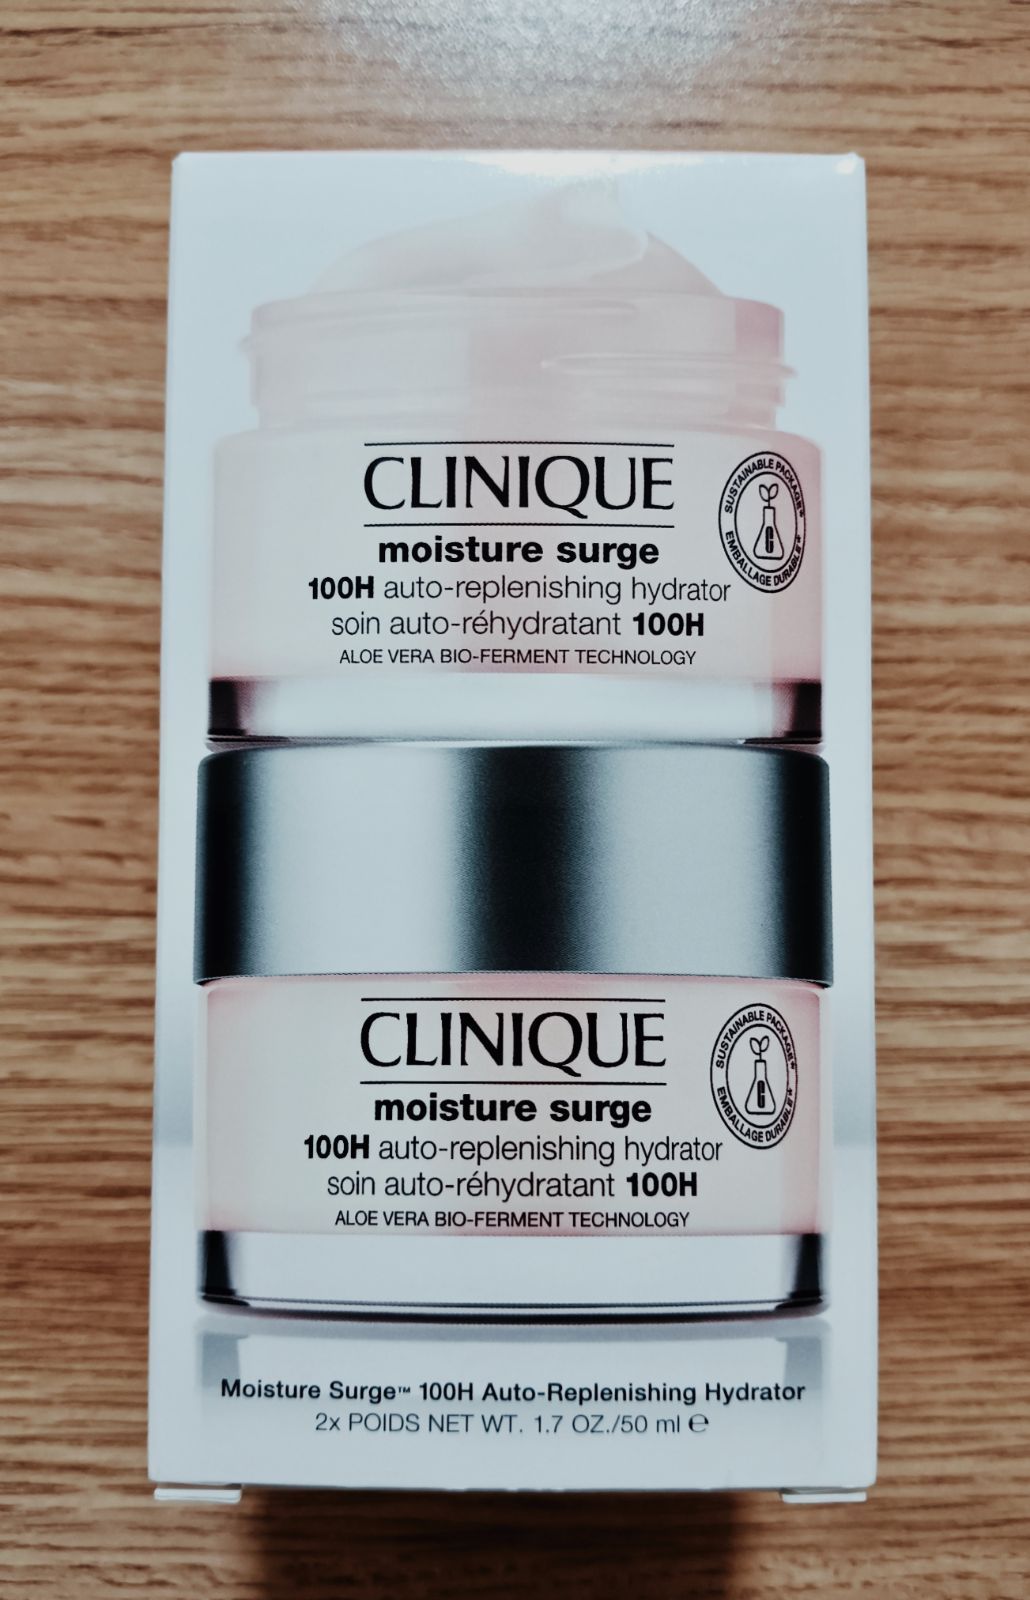 CLINIQUE
SUSTAINABLE PACKAGE*
EMBALLAGE DURABLE*
C
moisture surge
100H auto-replenishing hydrator
soin auto-réhydratant 100H
ALOE VERA BIO-FERMENT TECHNOLOGY
CLINIQUE
SUSTAINABLE PACKAGE*
EMBALLAGE DURABLE*
C
moisture surge
100H auto-replenishing hydrator
soin auto-réhydratant 100H
ALOE VERA BIO-FERMENT TECHNOLOGY
Moisture Surge™ 100H Auto-Replenishing Hydrator
2x POIDS NET WT. 1.7 OZ./50 ml ℮